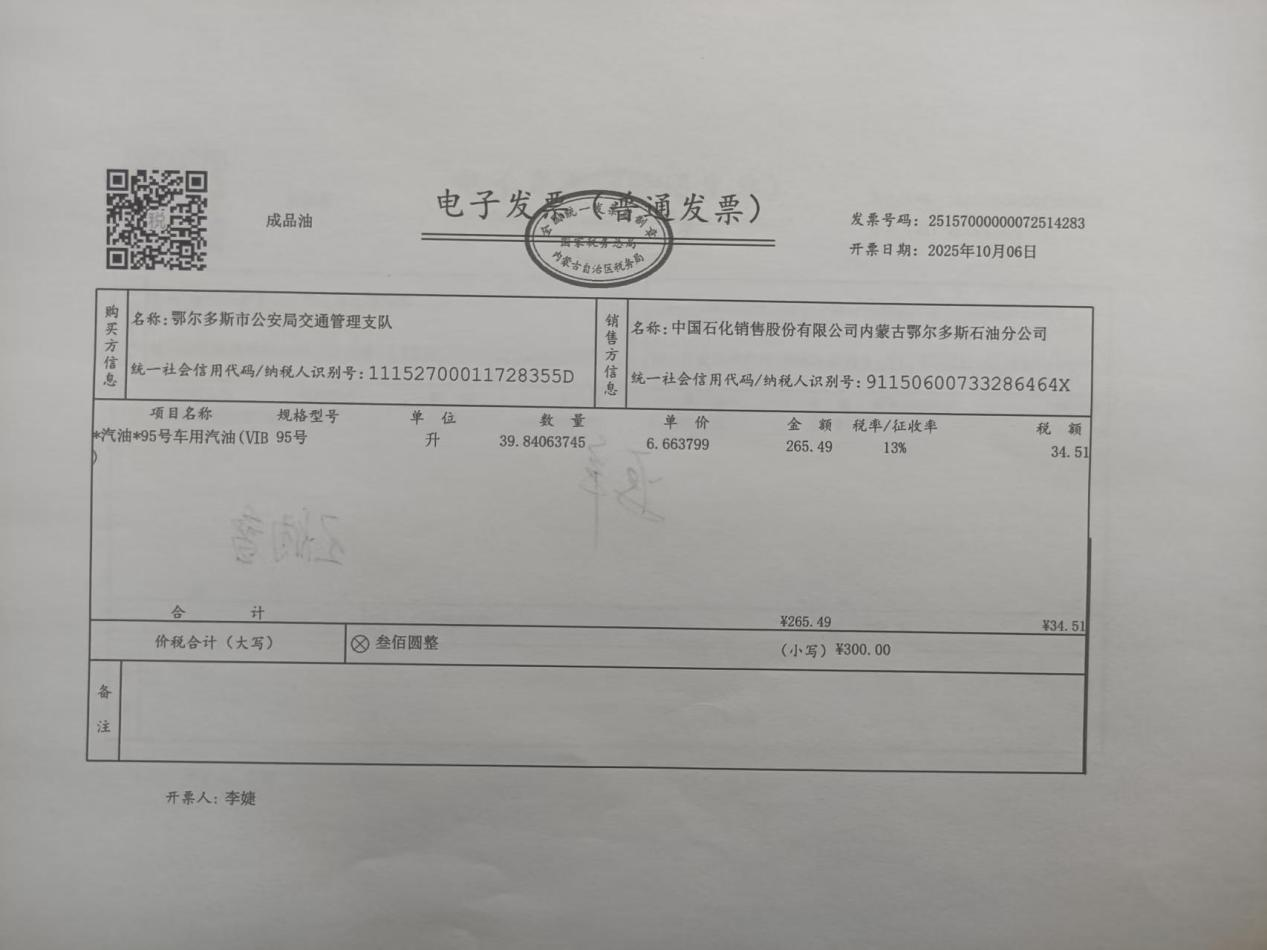 电子发票（普通发票）
成品油
全国统一发票监制章
国家税务总局
内蒙古自治区税务局
税
发票号码：25157000000072514283
开票日期：2025年10月06日
购买方信息
名称：鄂尔多斯市公安局交通管理支队
统一社会信用代码/纳税人识别号：11152700011728355D
销售方信息
名称：中国石化销售股份有限公司内蒙古鄂尔多斯石油分公司
统一社会信用代码/纳税人识别号：91150600733286464X
项目名称 规格型号 单 位 数 量 单 价 金 额 税率/征收率 税 额
*汽油*95号车用汽油(VIB 95号 升 39.84063745 6.663799 265.49 13% 34.51
)
合 计 ¥265.49 ¥34.51
价税合计（大写） ⊗ 叁佰圆整 （小写）¥300.00
备注
开票人：李婕